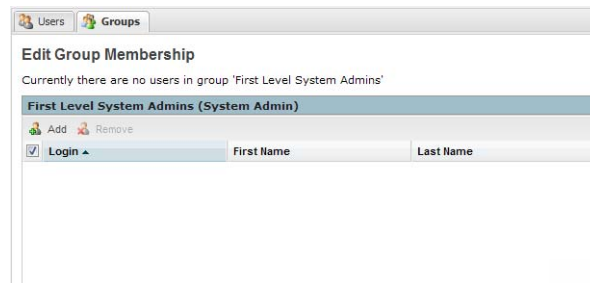 Users Groups
Edit Group Membership
Currently there are no users in group 'First Level System Admins'
First Level System Admins (System Admin)
Add Remove
Login First Name Last Name